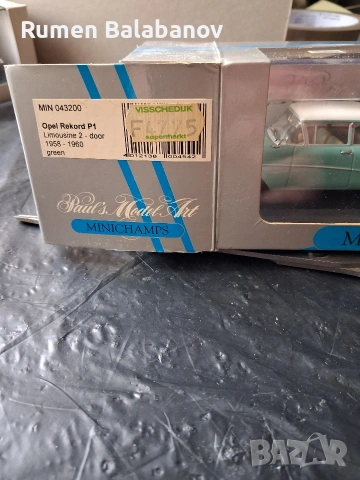 Rumen Balabanov
MIN 043200
Opel Rekord P1
Limousine 2 - door
1958 - 1960
green
VISSCHEDIJK
supermarkt
Paul's Model Art
MINICHAMPS
M
BAZAR